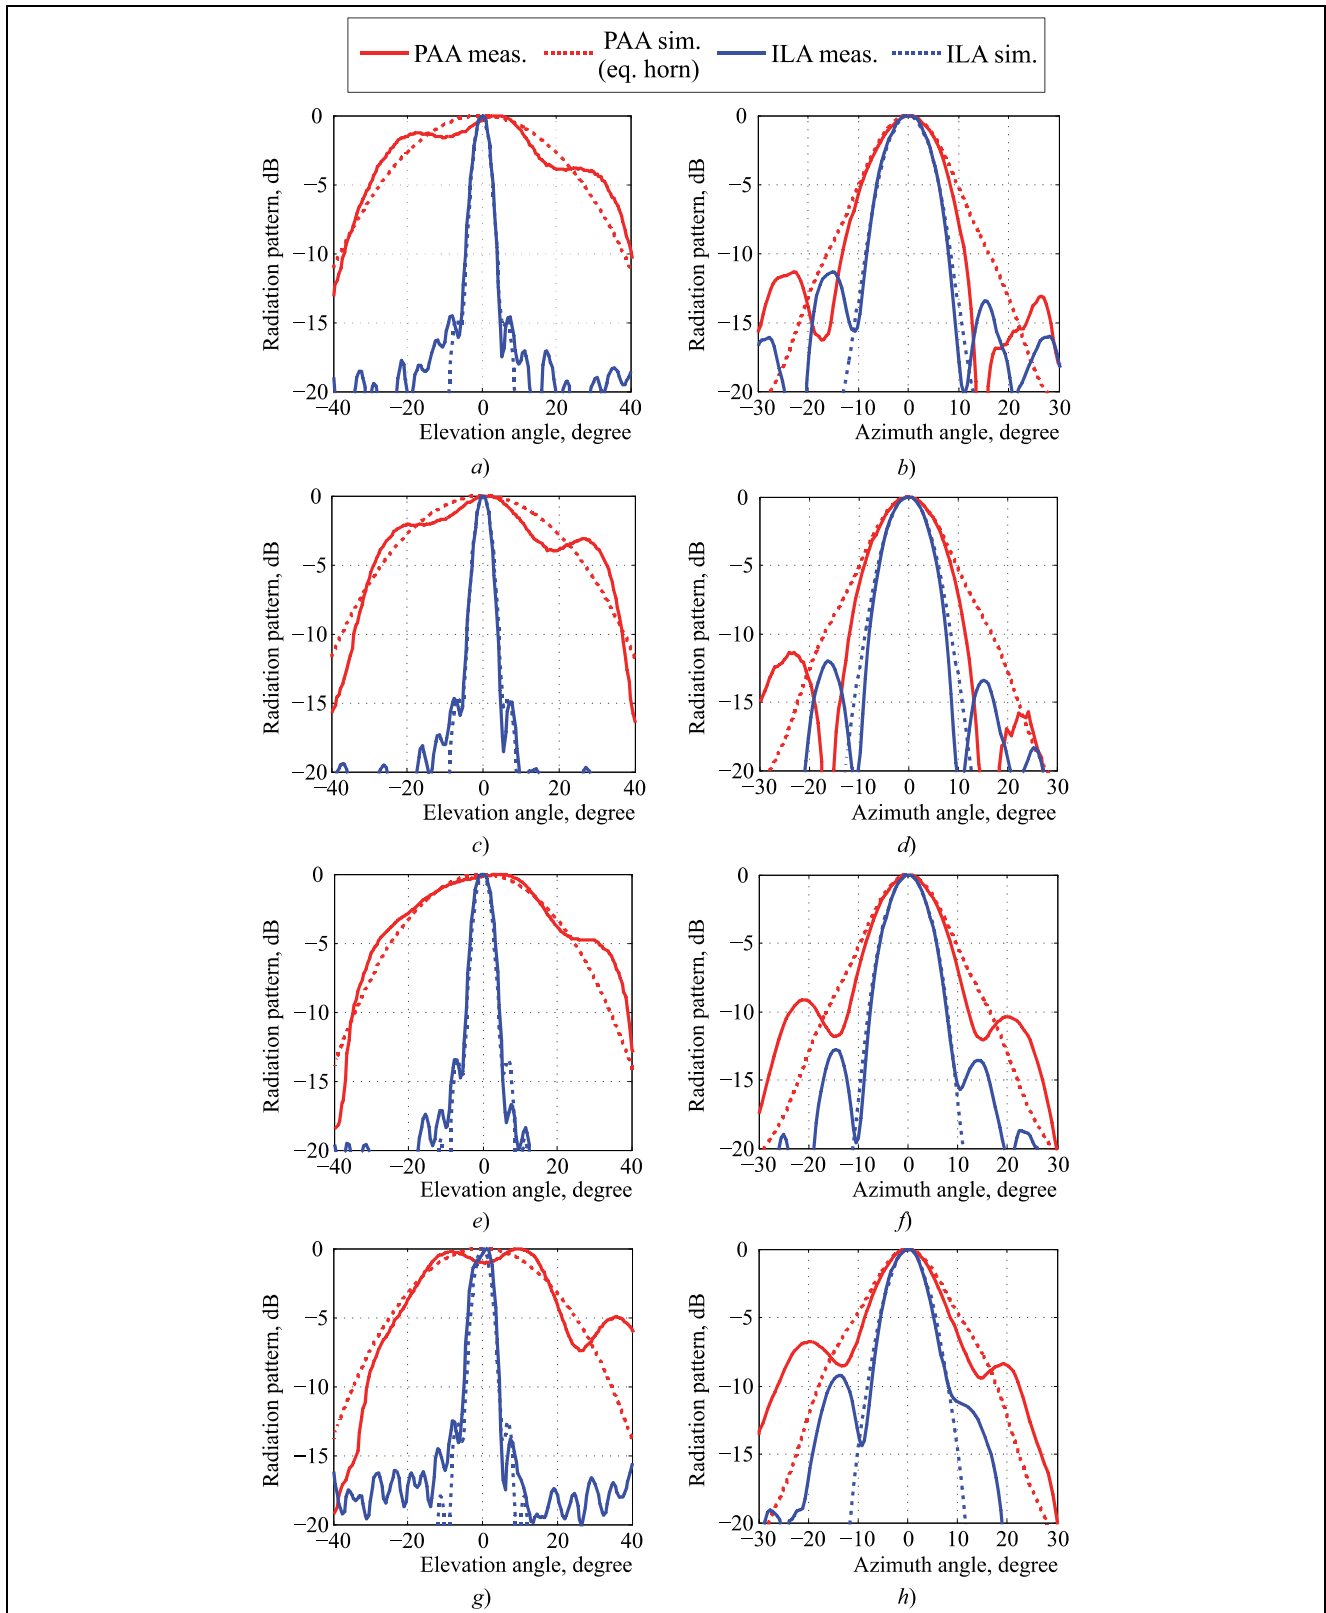 PAA meas. PAA sim. (eq. horn) ILA meas. ILA sim.
Radiation pattern, dB
0
−5
−10
−15
−20
−40 −20 0 20 40
Elevation angle, degree
a)
Radiation pattern, dB
0
−5
−10
−15
−20
−30 −20 −10 0 10 20 30
Azimuth angle, degree
b)
Radiation pattern, dB
0
−5
−10
−15
−20
−40 −20 0 20 40
Elevation angle, degree
c)
Radiation pattern, dB
0
−5
−10
−15
−20
−30 −20 −10 0 10 20 30
Azimuth angle, degree
d)
Radiation pattern, dB
0
−5
−10
−15
−20
−40 −20 0 20 40
Elevation angle, degree
e)
Radiation pattern, dB
0
−5
−10
−15
−20
−30 −20 −10 0 10 20 30
Azimuth angle, degree
f)
Radiation pattern, dB
0
−5
−10
−15
−20
−40 −20 0 20 40
Elevation angle, degree
g)
Radiation pattern, dB
0
−5
−10
−15
−20
−30 −20 −10 0 10 20 30
Azimuth angle, degree
h)